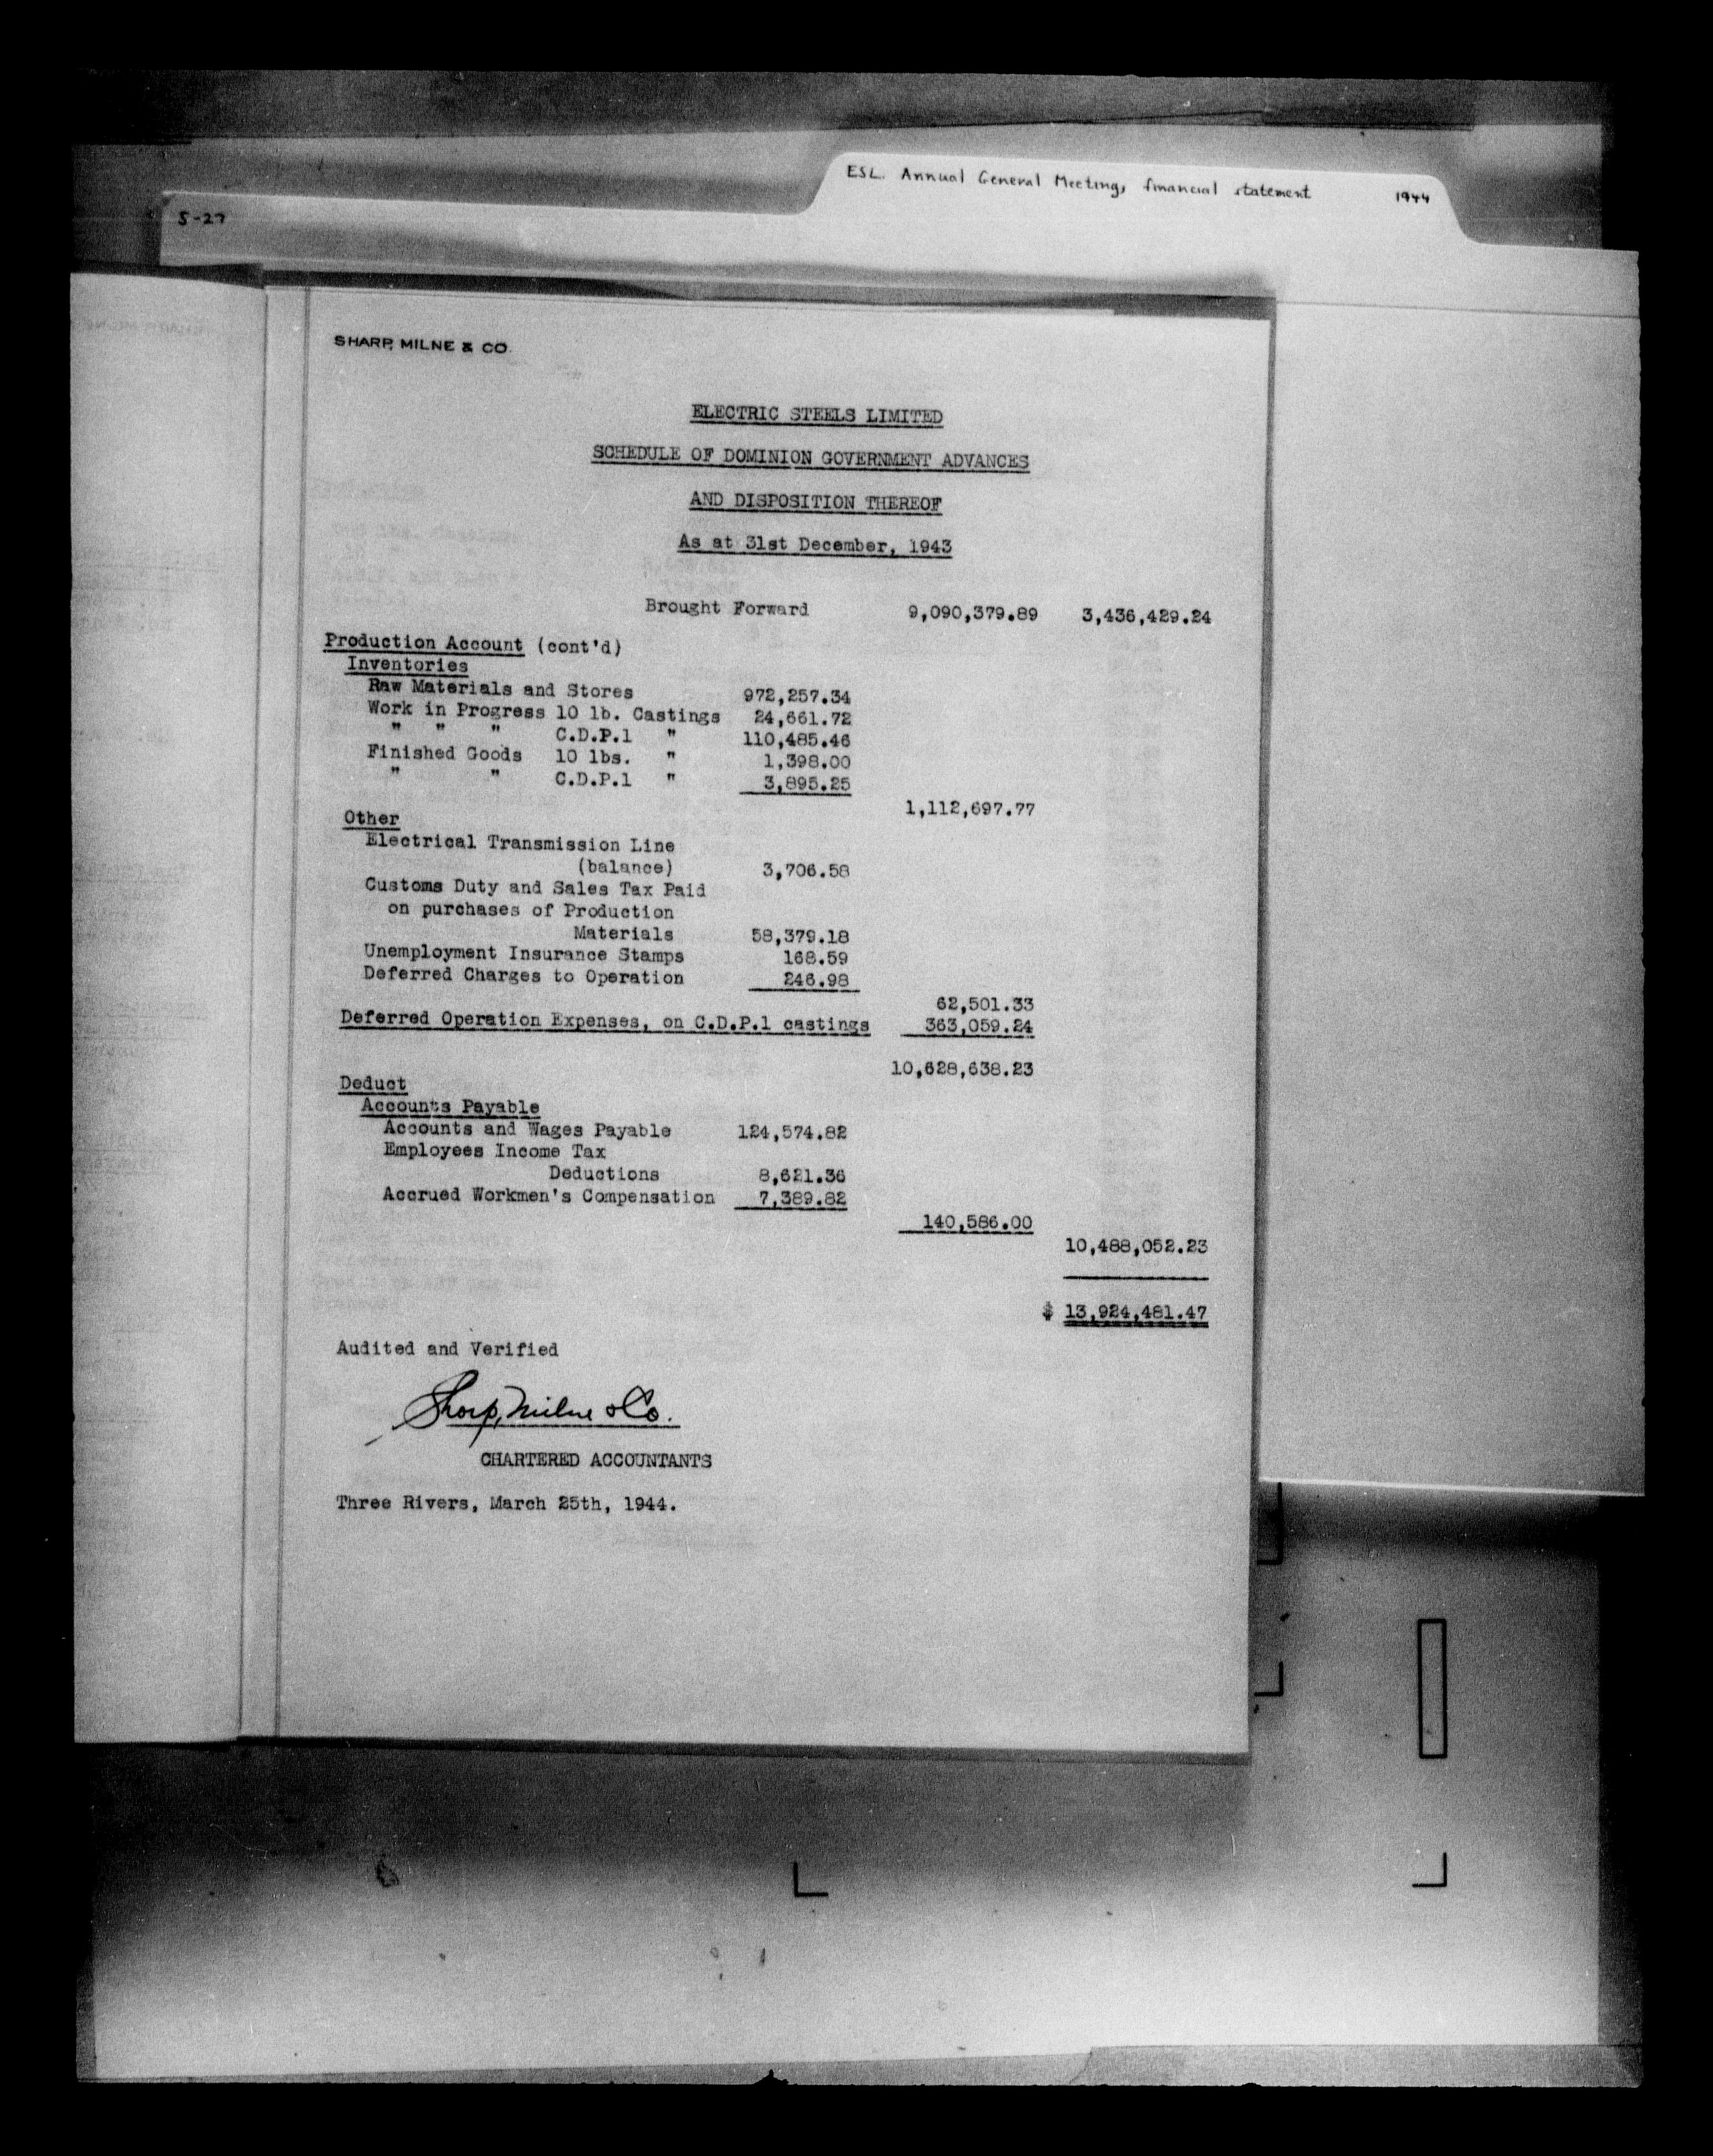 ESL. Annual General Meeting, financial statement 1944
5-27
SHARP, MILNE & CO.
ELECTRIC STEELS LIMITED
SCHEDULE OF DOMINION GOVERNMENT ADVANCES
AND DISPOSITION THEREOF
As at 31st December, 1943
Brought Forward 9,090,379.89 3,436,429.24
Production Account (cont'd)
Inventories
Raw Materials and Stores 972,257.34
Work in Progress 10 lb. Castings 24,661.72
" " " C.D.P.1 " 110,485.46
Finished Goods 10 lbs. " 1,398.00
" " C.D.P.1 " 3,895.25
1,112,697.77
Other
Electrical Transmission Line
(balance) 3,706.58
Customs Duty and Sales Tax Paid
on purchases of Production
Materials 58,379.18
Unemployment Insurance Stamps 168.59
Deferred Charges to Operation 246.98
62,501.33
Deferred Operation Expenses, on C.D.P.1 castings 363,059.24
10,628,638.23
Deduct
Accounts Payable
Accounts and Wages Payable 124,574.82
Employees Income Tax
Deductions 8,621.36
Accrued Workmen's Compensation 7,389.82
140,586.00
10,488,052.23
$ 13,924,481.47
Audited and Verified
Sharp, Milne & Co.
CHARTERED ACCOUNTANTS
Three Rivers, March 25th, 1944.